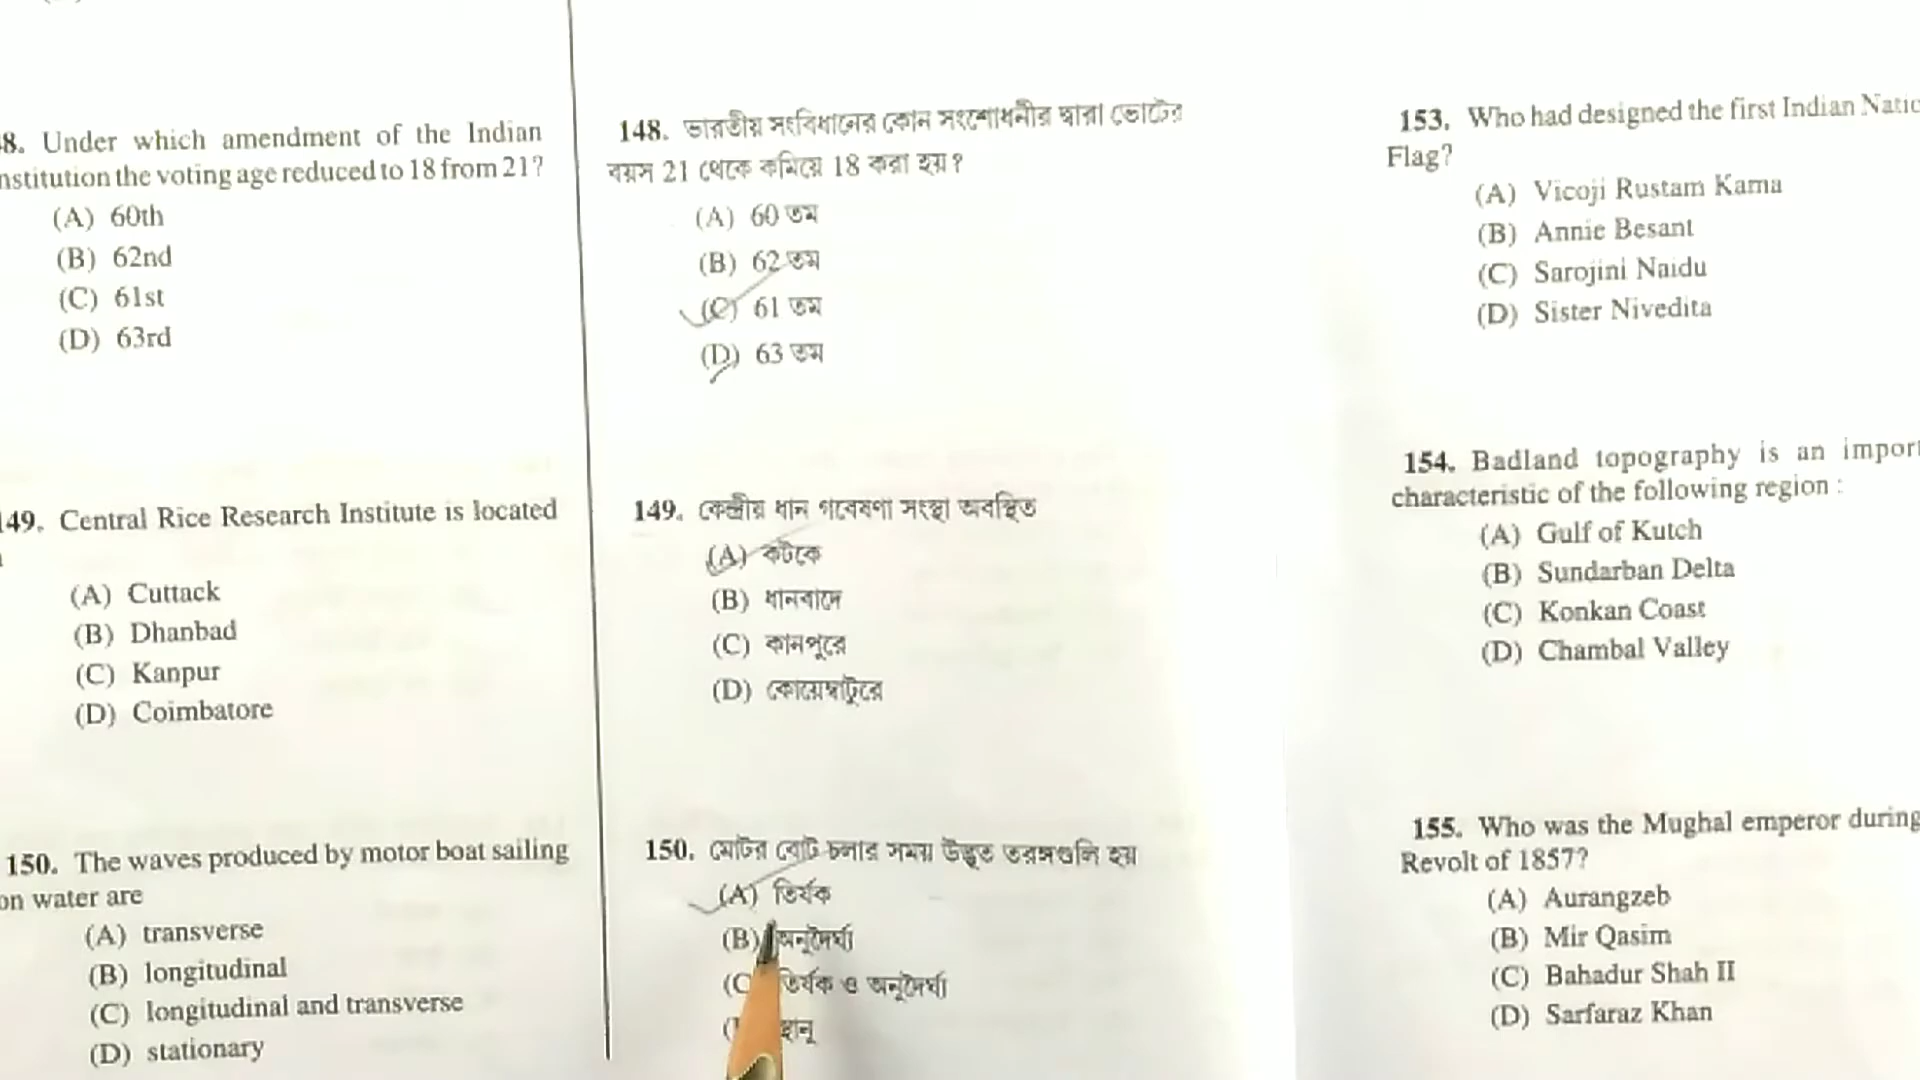 8. Under which amendment of the Indian
nstitution the voting age reduced to 18 from 21?
(A) 60th
(B) 62nd
(C) 61st
(D) 63rd
149. Central Rice Research Institute is located
(A) Cuttack
(B) Dhanbad
(C) Kanpur
(D) Coimbatore
150. The waves produced by motor boat sailing
on water are
(A) transverse
(B) longitudinal
(C) longitudinal and transverse
(D) stationary
148. ভারতীয় সংবিধানের কোন সংশোধনীর দ্বারা ভোটের
বয়স 21 থেকে কমিয়ে 18 করা হয়?
(A) 60 তম
(B) 62 তম
(C) 61 তম
(D) 63 তম
149. কেন্দ্রীয় ধান গবেষণা সংস্থা অবস্থিত
(A) কটকে
(B) ধানবাদে
(C) কানপুরে
(D) কোয়েম্বাটুরে
150. মোটর বোট চলার সময় উদ্ভূত তরঙ্গগুলি হয়
(A) তির্যক
(B) অনুদৈর্ঘ্য
(C তির্যক ও অনুদৈর্ঘ্য
153. Who had designed the first Indian Natio
Flag?
(A) Vicoji Rustam Kama
(B) Annie Besant
(C) Sarojini Naidu
(D) Sister Nivedita
154. Badland topography is an import
characteristic of the following region :
(A) Gulf of Kutch
(B) Sundarban Delta
(C) Konkan Coast
(D) Chambal Valley
155. Who was the Mughal emperor during
Revolt of 1857?
(A) Aurangzeb
(B) Mir Qasim
(C) Bahadur Shah II
(D) Sarfaraz Khan